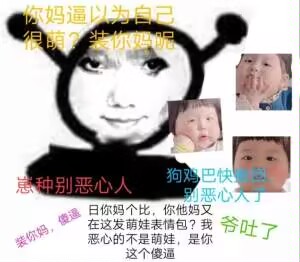 你妈逼以为自己
很萌？装你妈呢
崽种别恶心人
狗鸡巴快
别恶心人了
装你妈，傻逼
日你妈个比，你他妈又
在这发萌娃表情包？我
恶心的不是萌娃，是你
这个傻逼
爷吐了